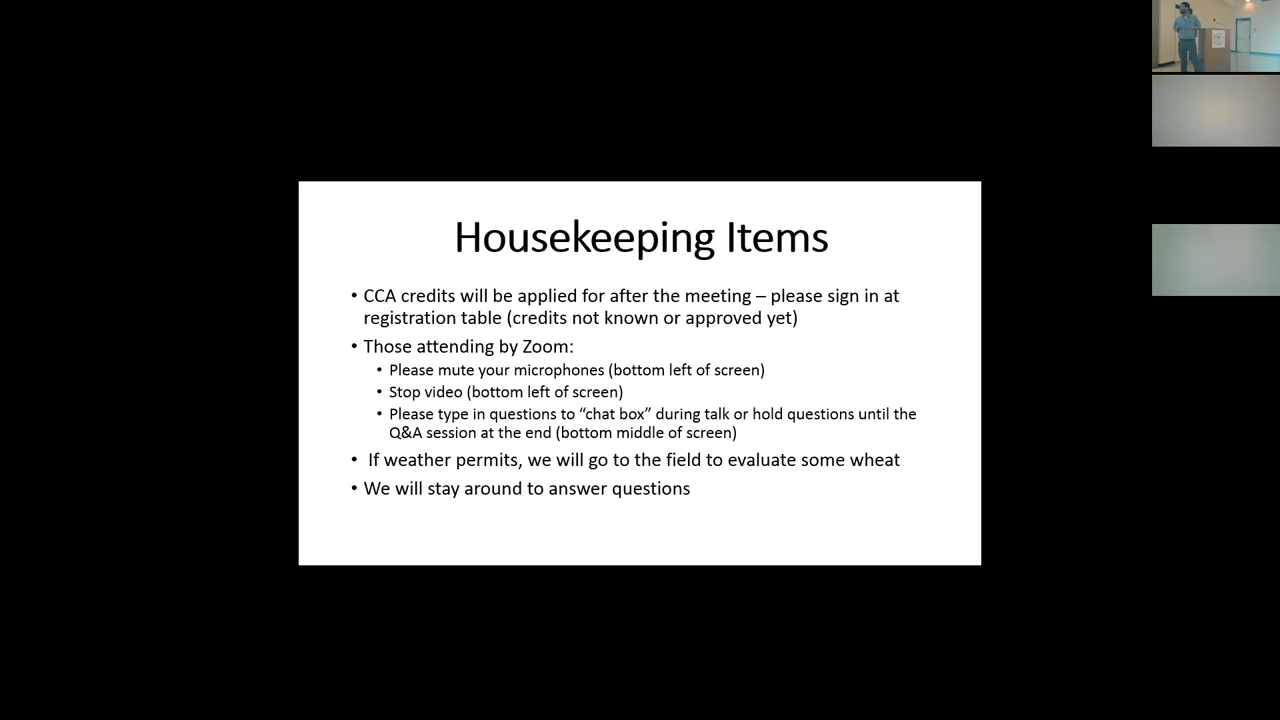 Housekeeping Items
• CCA credits will be applied for after the meeting – please sign in at
registration table (credits not known or approved yet)
• Those attending by Zoom:
• Please mute your microphones (bottom left of screen)
• Stop video (bottom left of screen)
• Please type in questions to “chat box” during talk or hold questions until the
Q&A session at the end (bottom middle of screen)
• If weather permits, we will go to the field to evaluate some wheat
• We will stay around to answer questions